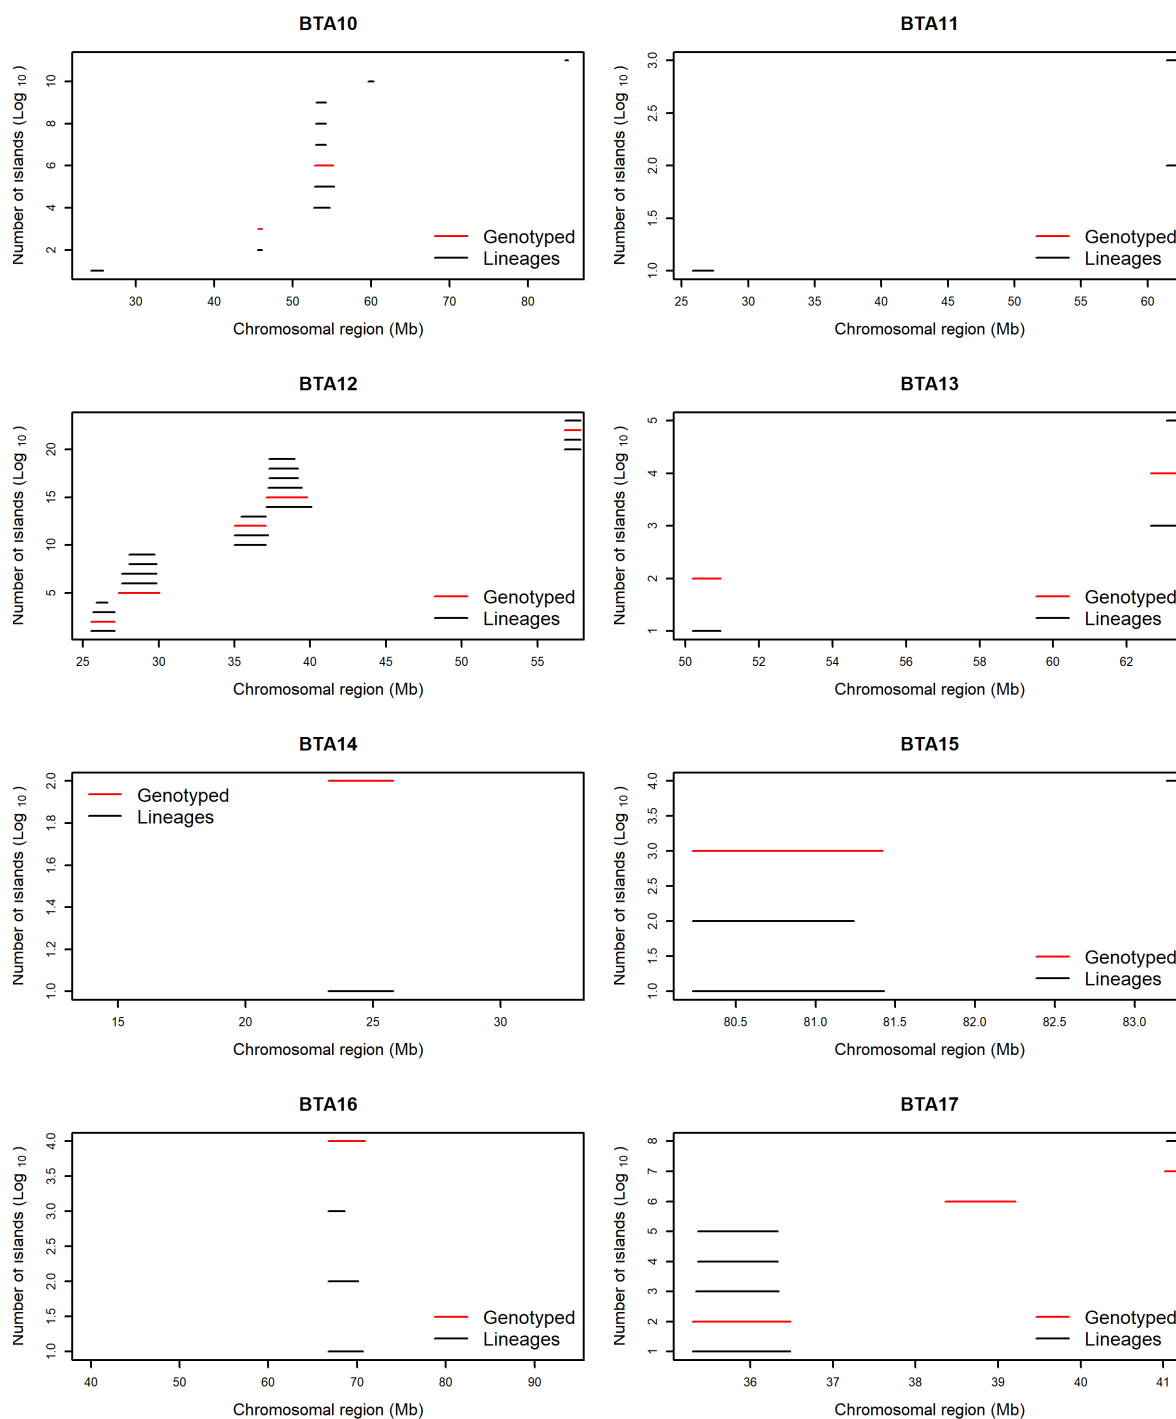 BTA10
Number of islands (Log 10 )
2 4 6 8 10
Genotyped
Lineages
30 40 50 60 70 80
Chromosomal region (Mb)
BTA11
Number of islands (Log 10 )
1.0 1.5 2.0 2.5 3.0
Genotyped
Lineages
25 30 35 40 45 50 55 60
Chromosomal region (Mb)
BTA12
Number of islands (Log 10 )
5 10 15 20
Genotyped
Lineages
25 30 35 40 45 50 55
Chromosomal region (Mb)
BTA13
Number of islands (Log 10 )
1 2 3 4 5
Genotyped
Lineages
50 52 54 56 58 60 62
Chromosomal region (Mb)
BTA14
Number of islands (Log 10 )
1.0 1.2 1.4 1.6 1.8 2.0
Genotyped
Lineages
15 20 25 30
Chromosomal region (Mb)
BTA15
Number of islands (Log 10 )
1.0 1.5 2.0 2.5 3.0 3.5 4.0
Genotyped
Lineages
80.5 81.0 81.5 82.0 82.5 83.0
Chromosomal region (Mb)
BTA16
Number of islands (Log 10 )
1.0 1.5 2.0 2.5 3.0 3.5 4.0
Genotyped
Lineages
40 50 60 70 80 90
Chromosomal region (Mb)
BTA17
Number of islands (Log 10 )
1 2 3 4 5 6 7 8
Genotyped
Lineages
36 37 38 39 40 41
Chromosomal region (Mb)